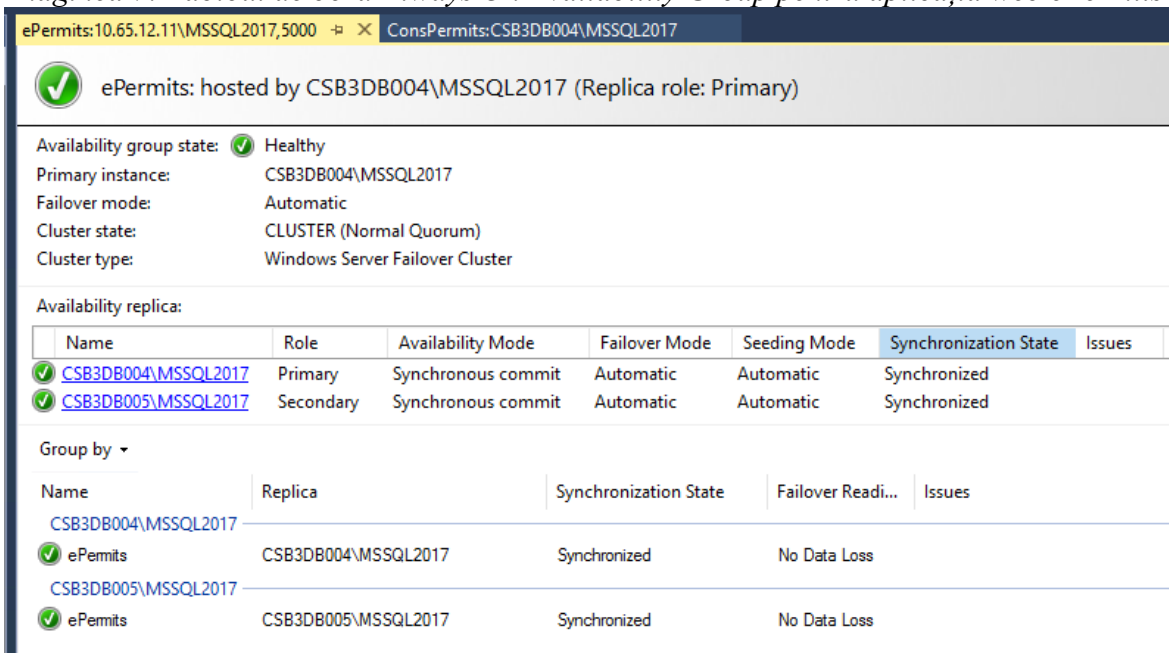 ePermits:10.65.12.11\MSSQL2017,5000 ConsPermits:CSB3DB004\MSSQL2017
ePermits: hosted by CSB3DB004\MSSQL2017 (Replica role: Primary)
Availability group state: Healthy
Primary instance: CSB3DB004\MSSQL2017
Failover mode: Automatic
Cluster state: CLUSTER (Normal Quorum)
Cluster type: Windows Server Failover Cluster
Availability replica:
Name Role Availability Mode Failover Mode Seeding Mode Synchronization State Issues
CSB3DB004\MSSQL2017 Primary Synchronous commit Automatic Automatic Synchronized
CSB3DB005\MSSQL2017 Secondary Synchronous commit Automatic Automatic Synchronized
Group by
Name Replica Synchronization State Failover Readi... Issues
CSB3DB004\MSSQL2017
ePermits CSB3DB004\MSSQL2017 Synchronized No Data Loss
CSB3DB005\MSSQL2017
ePermits CSB3DB005\MSSQL2017 Synchronized No Data Loss